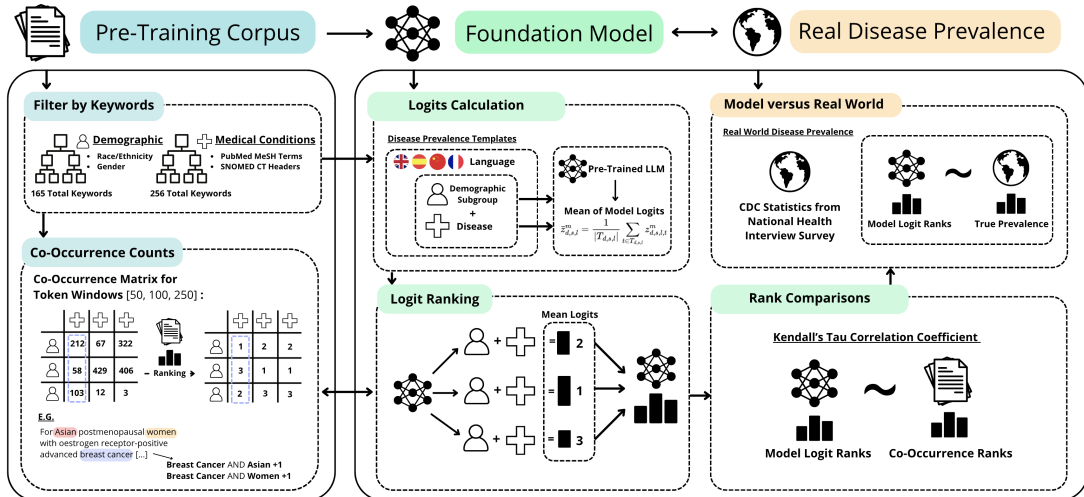 Pre-Training Corpus
Foundation Model
Real Disease Prevalence
Filter by Keywords
Demographic
• Race/Ethnicity
• Gender
165 Total Keywords
Medical Conditions
• PubMed MeSH Terms
• SNOMED CT Headers
256 Total Keywords
Co-Occurrence Counts
Co-Occurrence Matrix for
Token Windows [50, 100, 250] :
212 67 322
58 429 406
103 12 3
Ranking
1 2 2
3 1 1
2 3 3
E.G.
For Asian postmenopausal women
with oestrogen receptor-positive
advanced breast cancer [...]
Breast Cancer AND Asian +1
Breast Cancer AND Women +1
Logits Calculation
Disease Prevalence Templates
Language
Demographic
Subgroup
+
Disease
Pre-Trained LLM
Mean of Model Logits
z̄^m_{d,s,l} = 1/|T_{d,s,l}| ∑_{t∈T_{d,s,l}} z^m_{d,s,l,t}
Logit Ranking
Mean Logits
+ = 2
+ = 1
+ = 3
Model versus Real World
Real World Disease Prevalence
CDC Statistics from
National Health
Interview Survey
~
Model Logit Ranks
True Prevalence
Rank Comparisons
Kendall's Tau Correlation Coefficient
~
Model Logit Ranks
Co-Occurrence Ranks